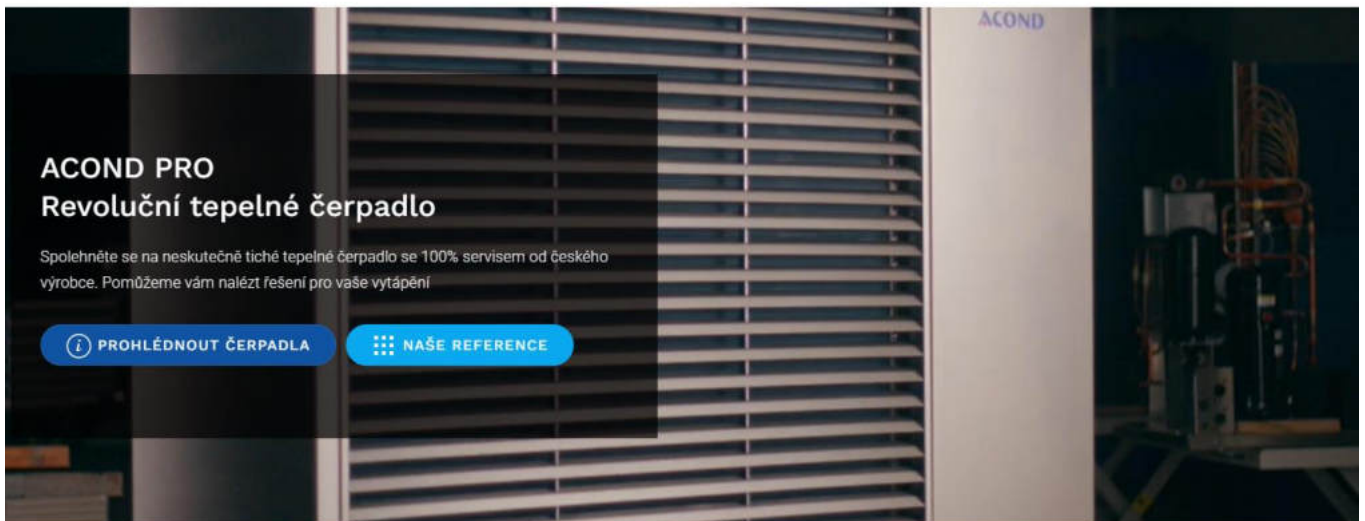 ACOND
ACOND PRO
Revoluční tepelné čerpadlo
Spolehněte se na neskutečně tiché tepelné čerpadlo se 100% servisem od českého
výrobce. Pomůžeme vám nalézt řešení pro vaše vytápění
PROHLÉDNOUT ČERPADLA
NAŠE REFERENCE